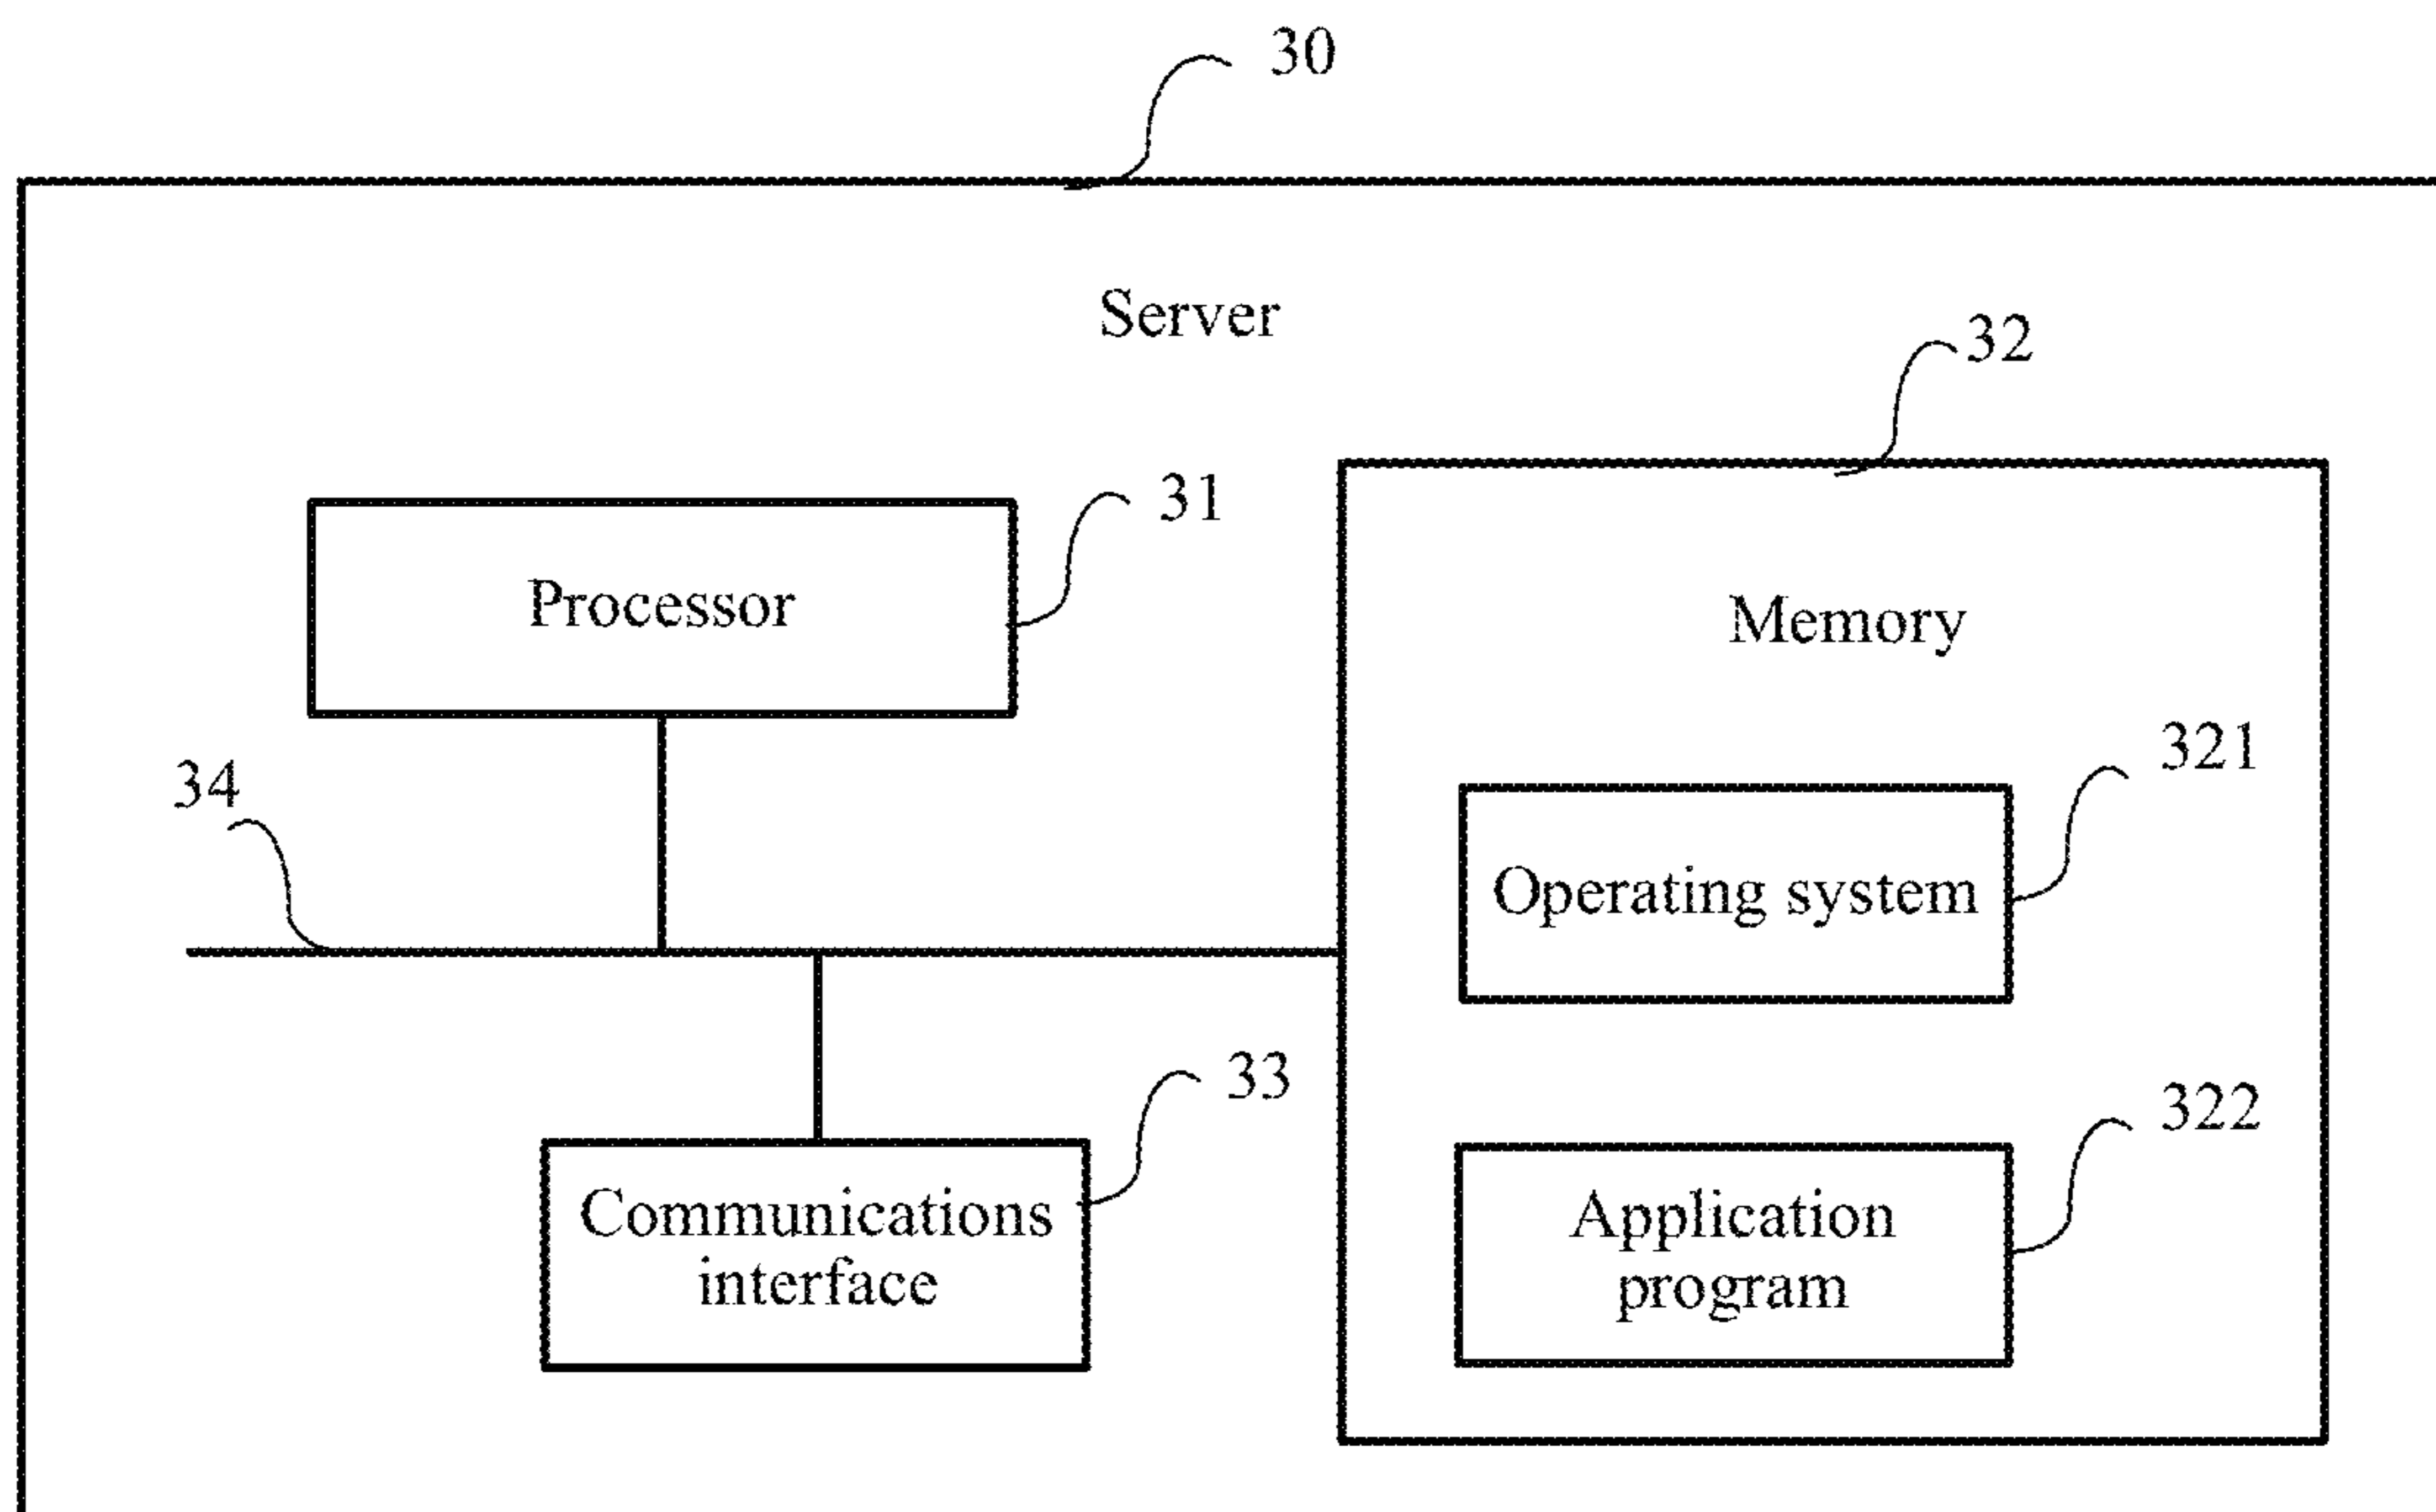 30
Server
32
31
Processor
Memory
321
34
Operating system
33
322
Communications
interface
Application
program